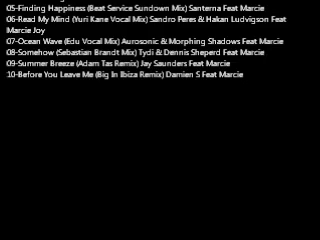 05-Finding Happiness (Beat Service Sundown Mix) Santerna Feat Marcie
06-Read My Mind (Yuri Kane Vocal Mix) Sandro Peres & Hakan Ludvigson Feat
Marcie Joy
07-Ocean Wave (Edu Vocal Mix) Aurosonic & Morphing Shadows Feat Marcie
08-Somehow (Sebastian Brandt Mix) Tydi & Dennis Sheperd Feat Marcie
09-Summer Breeze (Adam Tas Remix) Jay Saunders Feat Marcie
10-Before You Leave Me (Big In Ibiza Remix) Damien S Feat Marcie